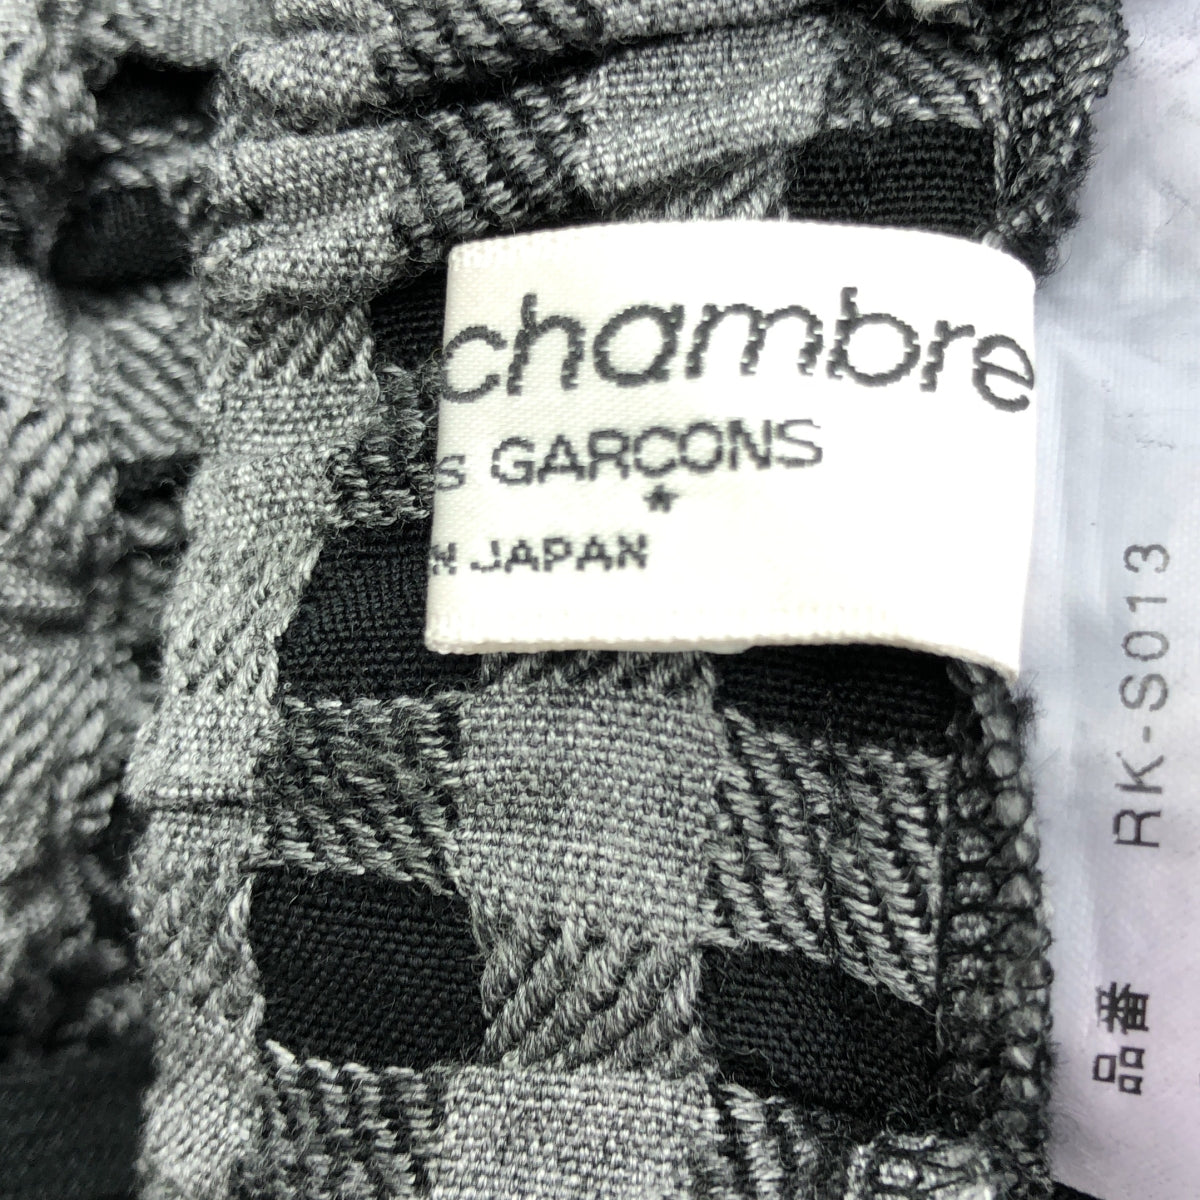 chambre
S GARÇONS
*
N JAPAN
品番 RK-S013